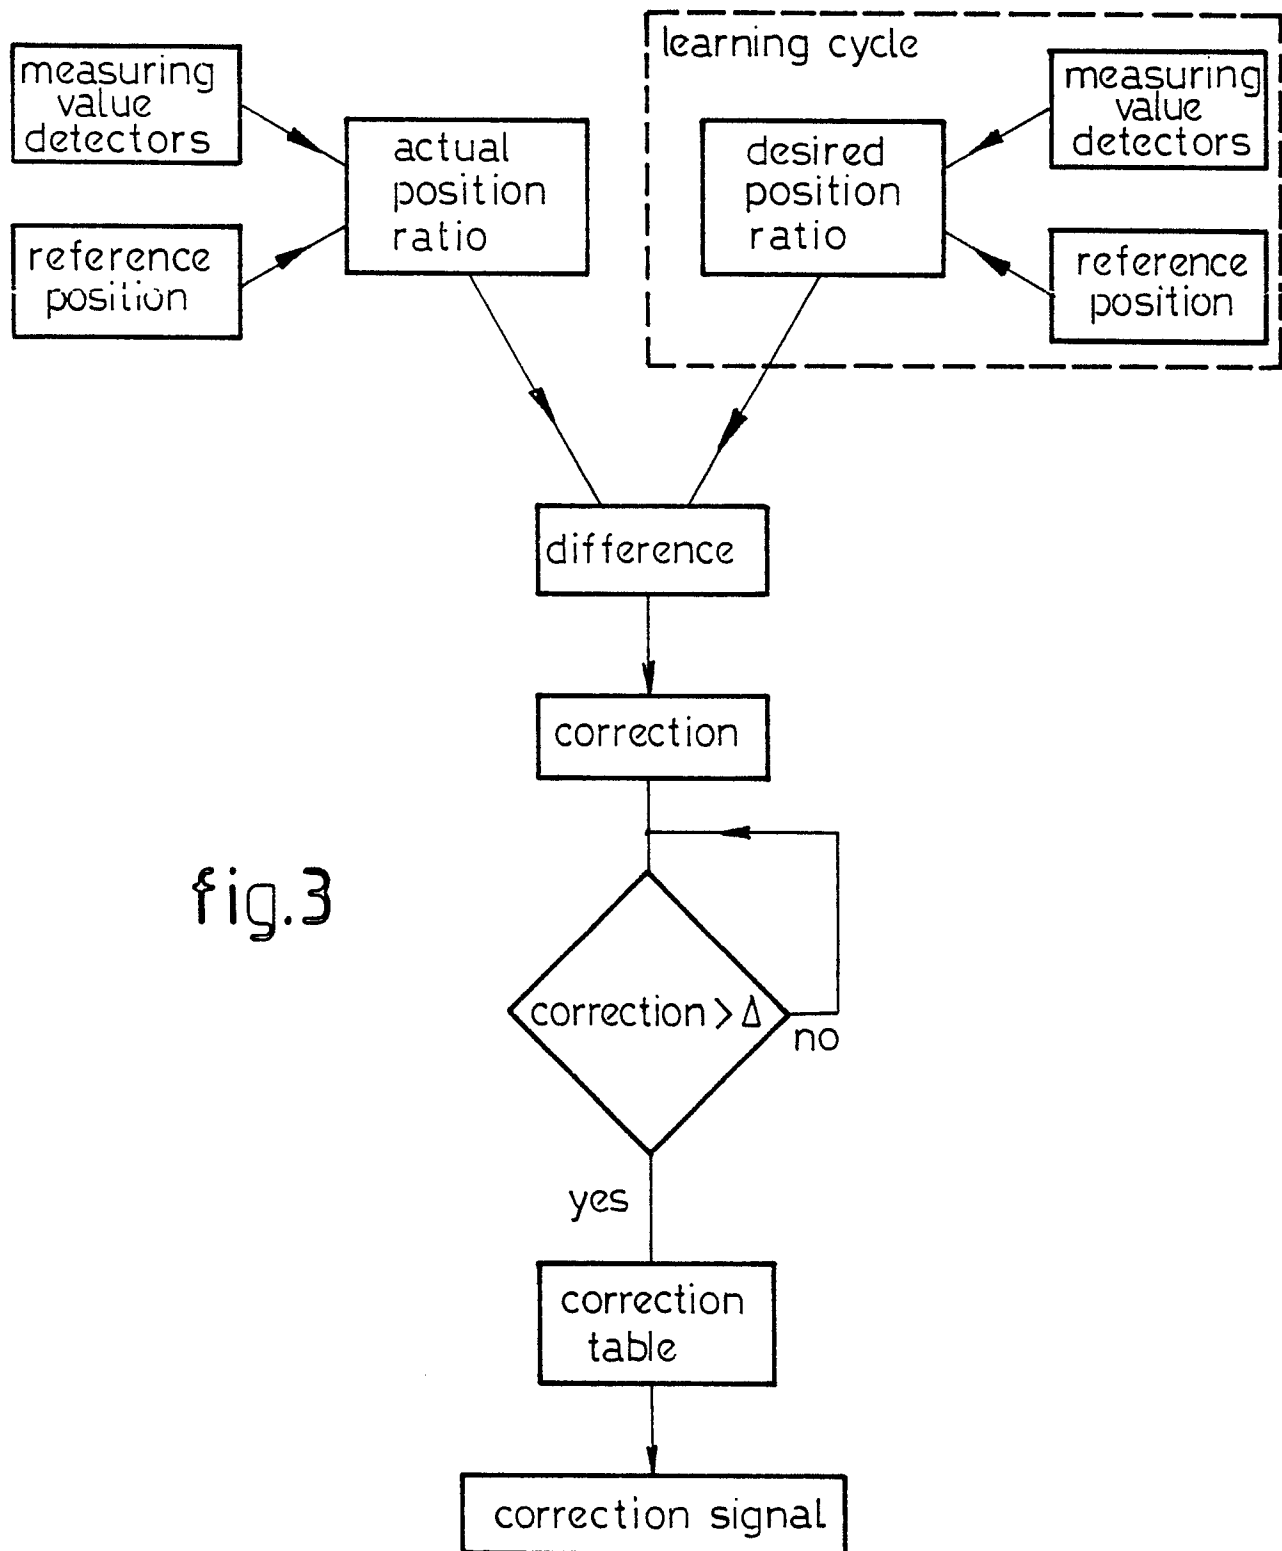 measuring
value
detectors
reference
position
actual
position
ratio
learning cycle
desired
position
ratio
measuring
value
detectors
reference
position
difference
correction
fig.3
correction > Δ
no
yes
correction
table
correction signal